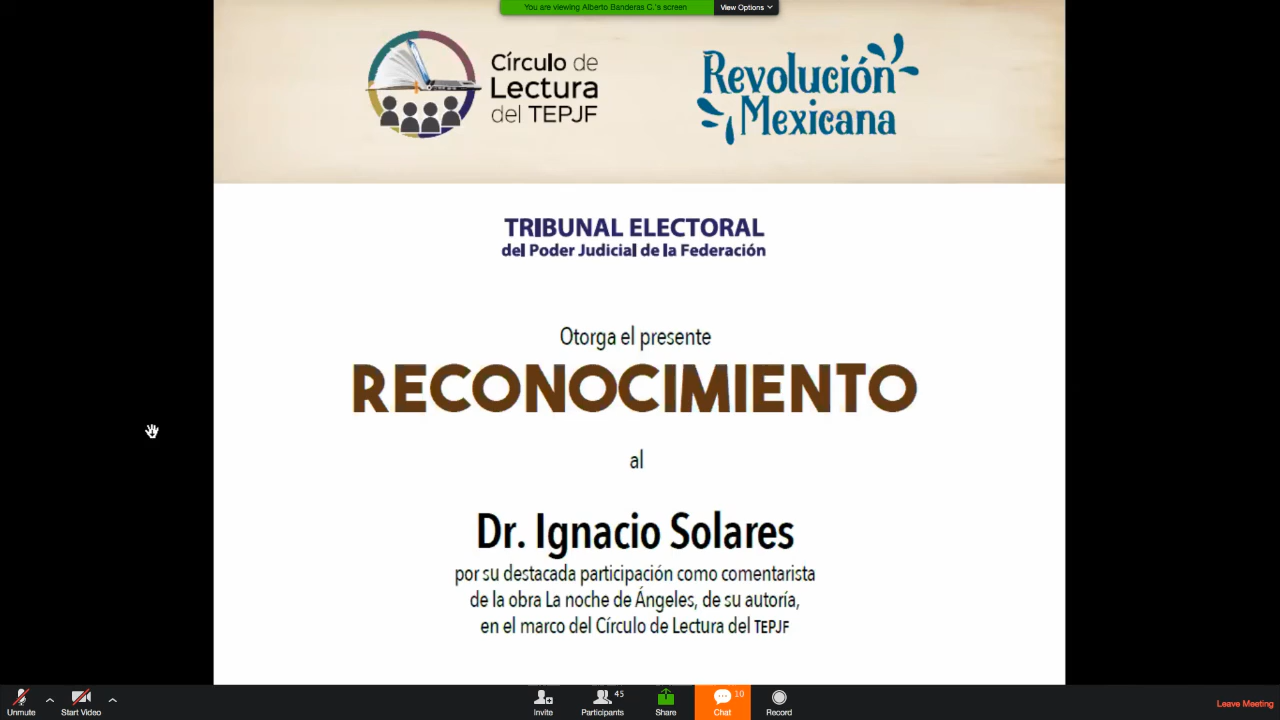 You are viewing Alberto Banderas C.'s screen
View Options
Círculo de
Lectura
del TEPJF
Revolución
Mexicana
TRIBUNAL ELECTORAL
del Poder Judicial de la Federación
Otorga el presente
RECONOCIMIENTO
al
Dr. Ignacio Solares
por su destacada participación como comentarista
de la obra La noche de Ángeles, de su autoría,
en el marco del Círculo de Lectura del TEPJF
Unmute
Start Video
Invite
45
Participants
Share
10
Chat
Record
Leave Meeting